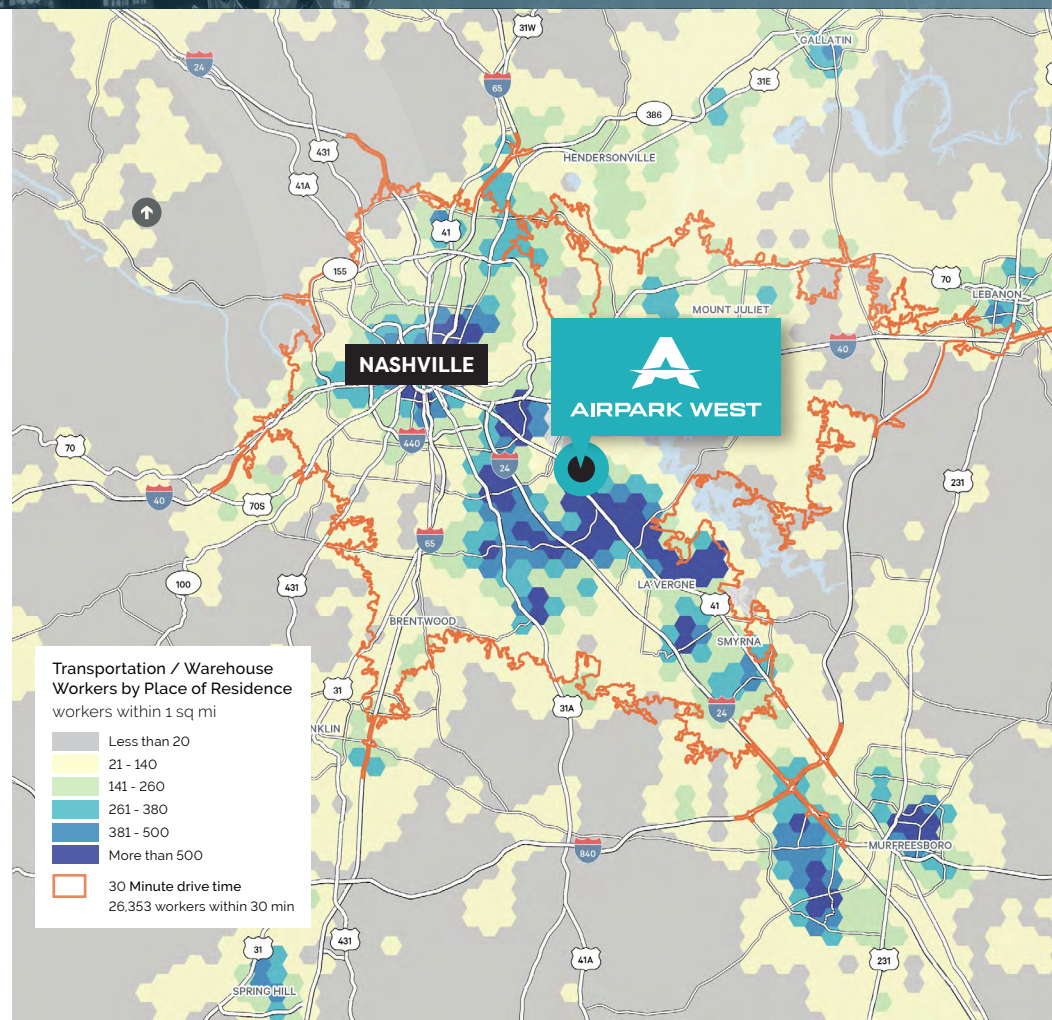 31W
GALLATIN
24
65
31E
386
431
HENDERSONVILLE
41A
41
155
70
LEBANON
MOUNT JULIET
40
NASHVILLE
AIRPARK WEST
440
70
24
231
40
70S
65
100
431
LA VERGNE
41
BRENTWOOD
SMYRNA
Transportation / Warehouse
Workers by Place of Residence
workers within 1 sq mi
Less than 20
21 - 140
141 - 260
261 - 380
381 - 500
More than 500
30 Minute drive time
26,353 workers within 30 min
31
31A
24
NKLIN
840
MURFREESBORO
31
431
41A
231
SPRING HILL